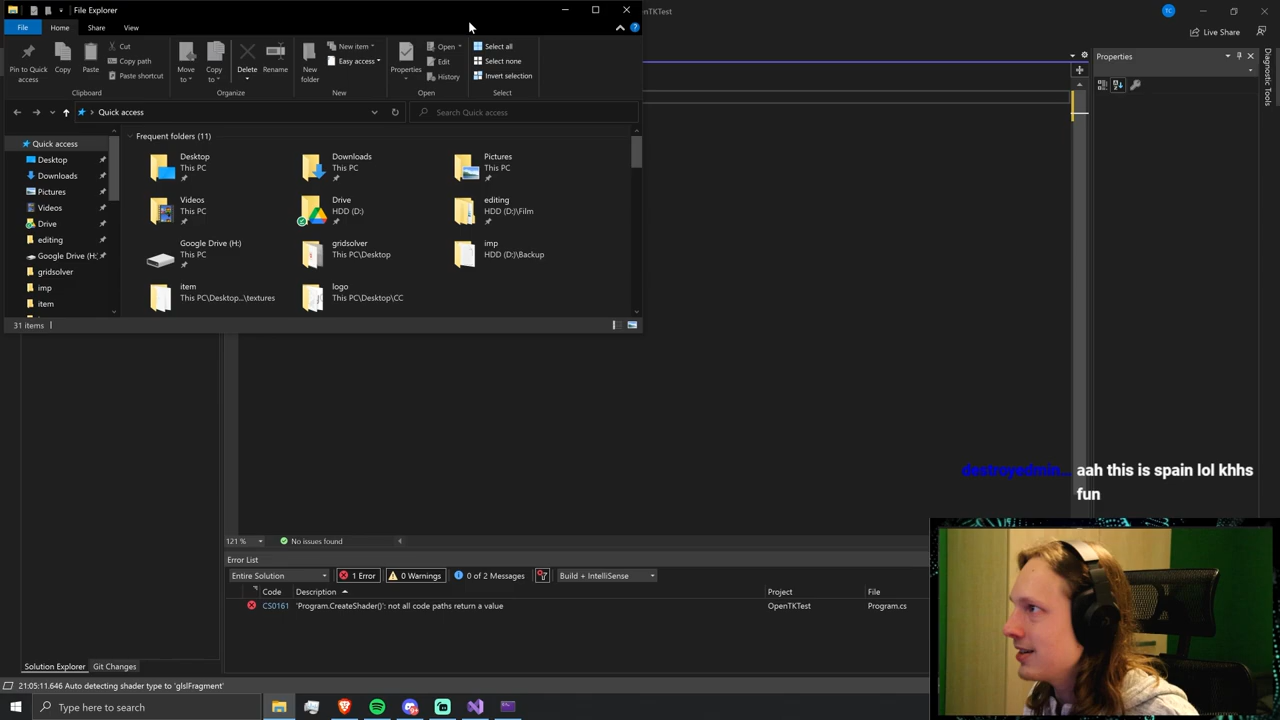 File Explorer
OpenTKTest
TC
File
Home
Share
View
Live Share
Pin to Quick
access
Copy
Paste
Cut
Copy path
Paste shortcut
Clipboard
Move
to
Copy
to
Delete
Rename
Organize
New
folder
New item
Easy access
New
Properties
Open
Edit
History
Open
Select all
Select none
Invert selection
Select
Properties
Diagnostic Tools
Quick access
Search Quick access
Quick access
Desktop
Downloads
Pictures
Videos
Drive
editing
Google Drive (H:
gridsolver
imp
item
Frequent folders (11)
Desktop
This PC
Downloads
This PC
Pictures
This PC
Videos
This PC
Drive
HDD (D:)
editing
HDD (D:)\Film
Google Drive (H:)
This PC
gridsolver
This PC\Desktop
imp
HDD (D:)\Backup
item
This PC\Desktop...\textures
logo
This PC\Desktop\CC
31 items
destroyedmin... aah this is spain lol khhs
fun
121 %
No issues found
Error List
Entire Solution
1 Error
0 Warnings
0 of 2 Messages
Build + IntelliSense
Code
Description
Project
File
CS0161
'Program.CreateShader()': not all code paths return a value
OpenTKTest
Program.cs
Solution Explorer
Git Changes
21:05:11.646 Auto detecting shader type to 'glslFragment'
Type here to search